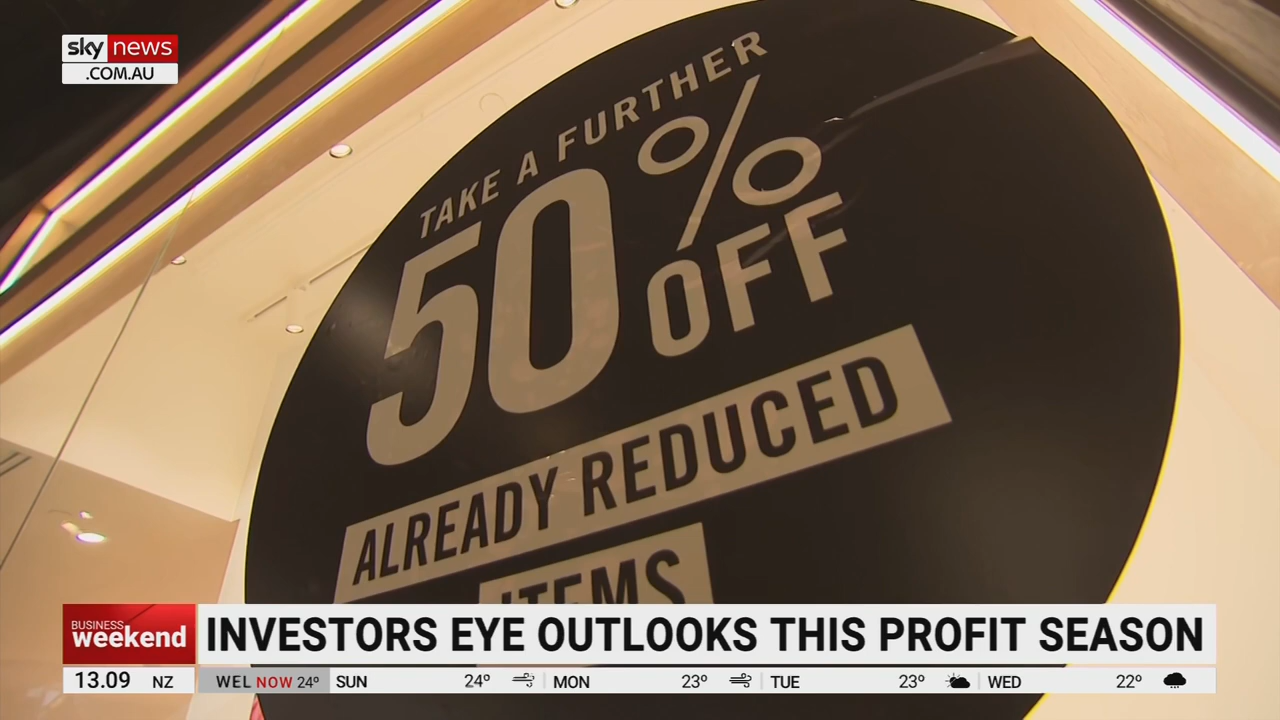 sky news
.COM.AU
TAKE A FURTHER
50%
OFF
ALREADY REDUCED
ITEMS
BUSINESS
weekend
INVESTORS EYE OUTLOOKS THIS PROFIT SEASON
13.09 NZ WEL NOW 24° SUN 24° MON 23° TUE 23° WED 22°